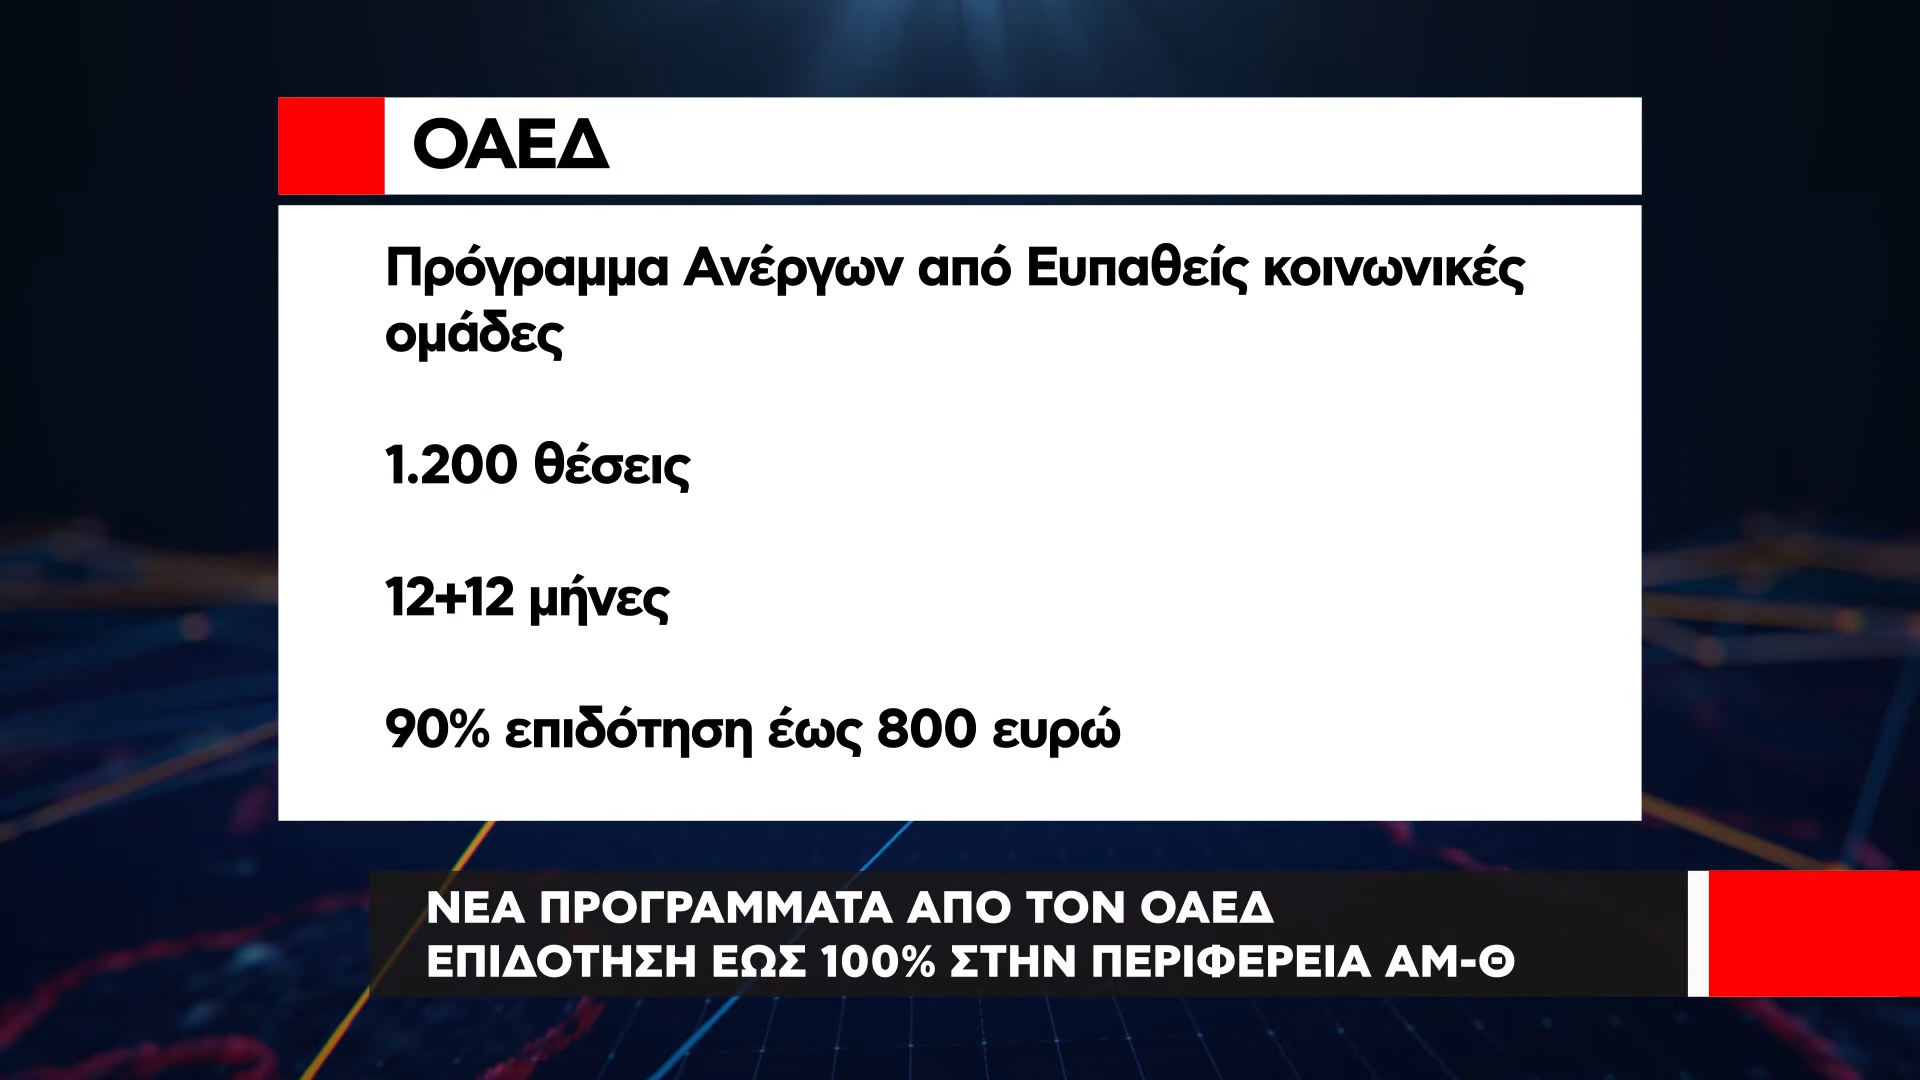 ΟΑΕΔ
Πρόγραμμα Ανέργων από Ευπαθείς κοινωνικές
ομάδες
1.200 θέσεις
12+12 μήνες
90% επιδότηση έως 800 ευρώ
ΝΕΑ ΠΡΟΓΡΑΜΜΑΤΑ ΑΠΟ ΤΟΝ ΟΑΕΔ
ΕΠΙΔΟΤΗΣΗ ΕΩΣ 100% ΣΤΗΝ ΠΕΡΙΦΕΡΕΙΑ ΑΜ-Θ